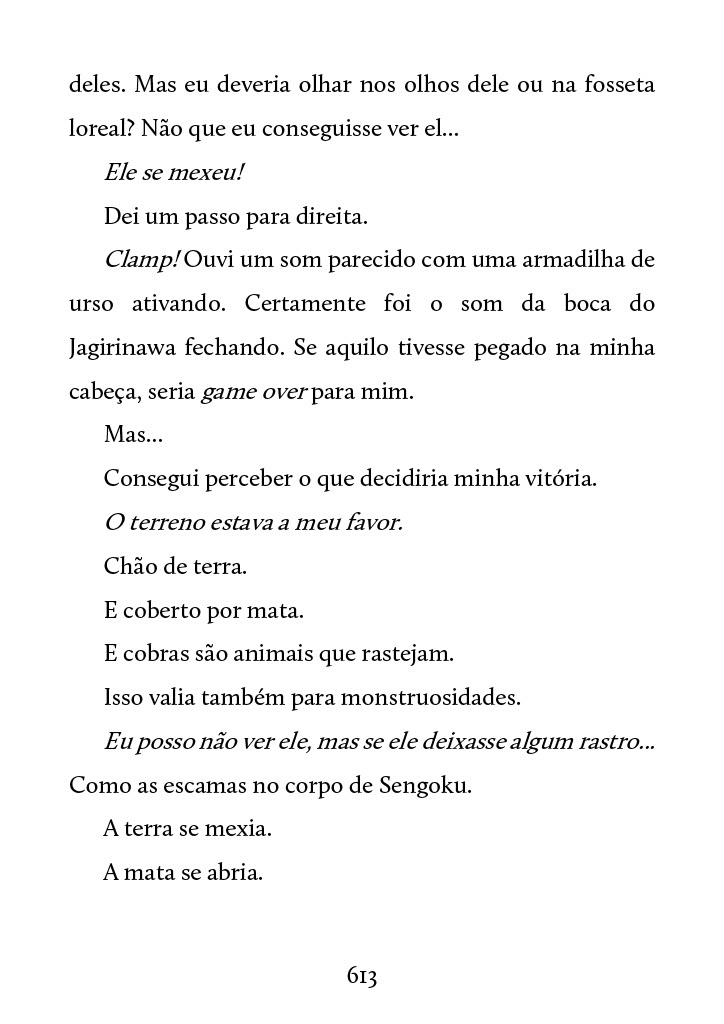 deles. Mas eu deveria olhar nos olhos dele ou na fosseta
loreal? Não que eu conseguisse ver el...
Ele se mexeu!
Dei um passo para direita.
Clamp! Ouvi um som parecido com uma armadilha de
urso ativando. Certamente foi o som da boca do
Jagirinawa fechando. Se aquilo tivesse pegado na minha
cabeça, seria game over para mim.
Mas...
Consegui perceber o que decidiria minha vitória.
O terreno estava a meu favor.
Chão de terra.
E coberto por mata.
E cobras são animais que rastejam.
Isso valia também para monstruosidades.
Eu posso não ver ele, mas se ele deixasse algum rastro...
Como as escamas no corpo de Sengoku.
A terra se mexia.
A mata se abria.
613